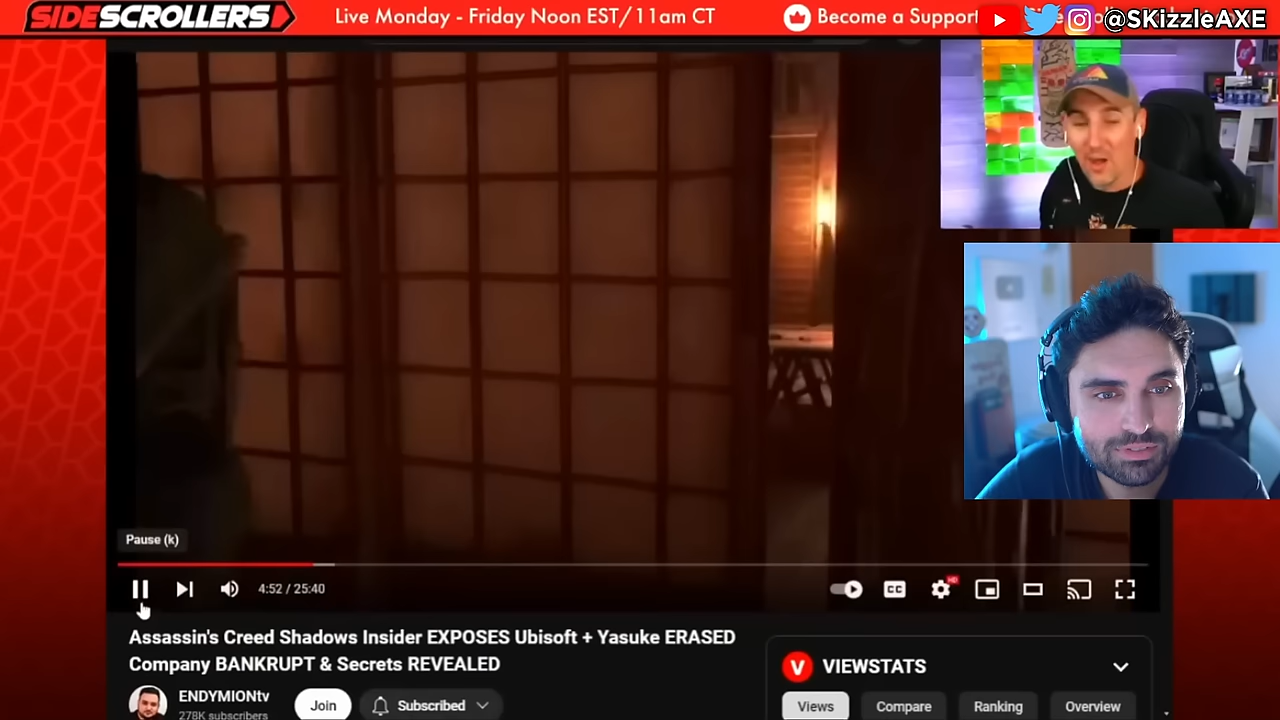 SIDESCROLLERS
Live Monday - Friday Noon EST/11am CT
Become a Support
@SKizzleAXE
Pause (k)
4:52 / 25:40
CC
HD
Assassin's Creed Shadows Insider EXPOSES Ubisoft + Yasuke ERASED
Company BANKRUPT & Secrets REVEALED
V VIEWSTATS
ENDYMIONtv
278K subscribers
Join
Subscribed
Views
Compare
Ranking
Overview